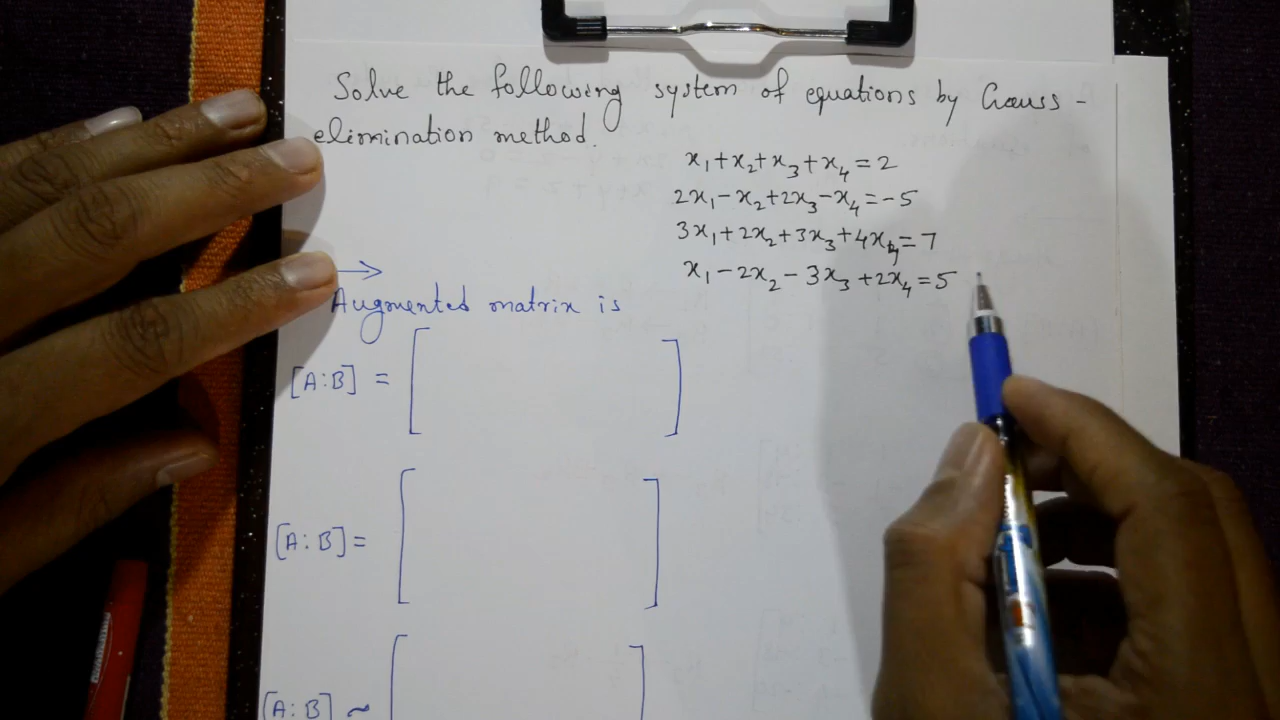 Solve the following system of equations by Gauss-
elimination method.
x₁+x₂+x₃+x₄=2
2x₁-x₂+2x₃-x₄=-5
3x₁+2x₂+3x₃+4x₄=7
x₁-2x₂-3x₃+2x₄=5
Augmented matrix is
[A:B] =
[A:B] =
[A:B] ~